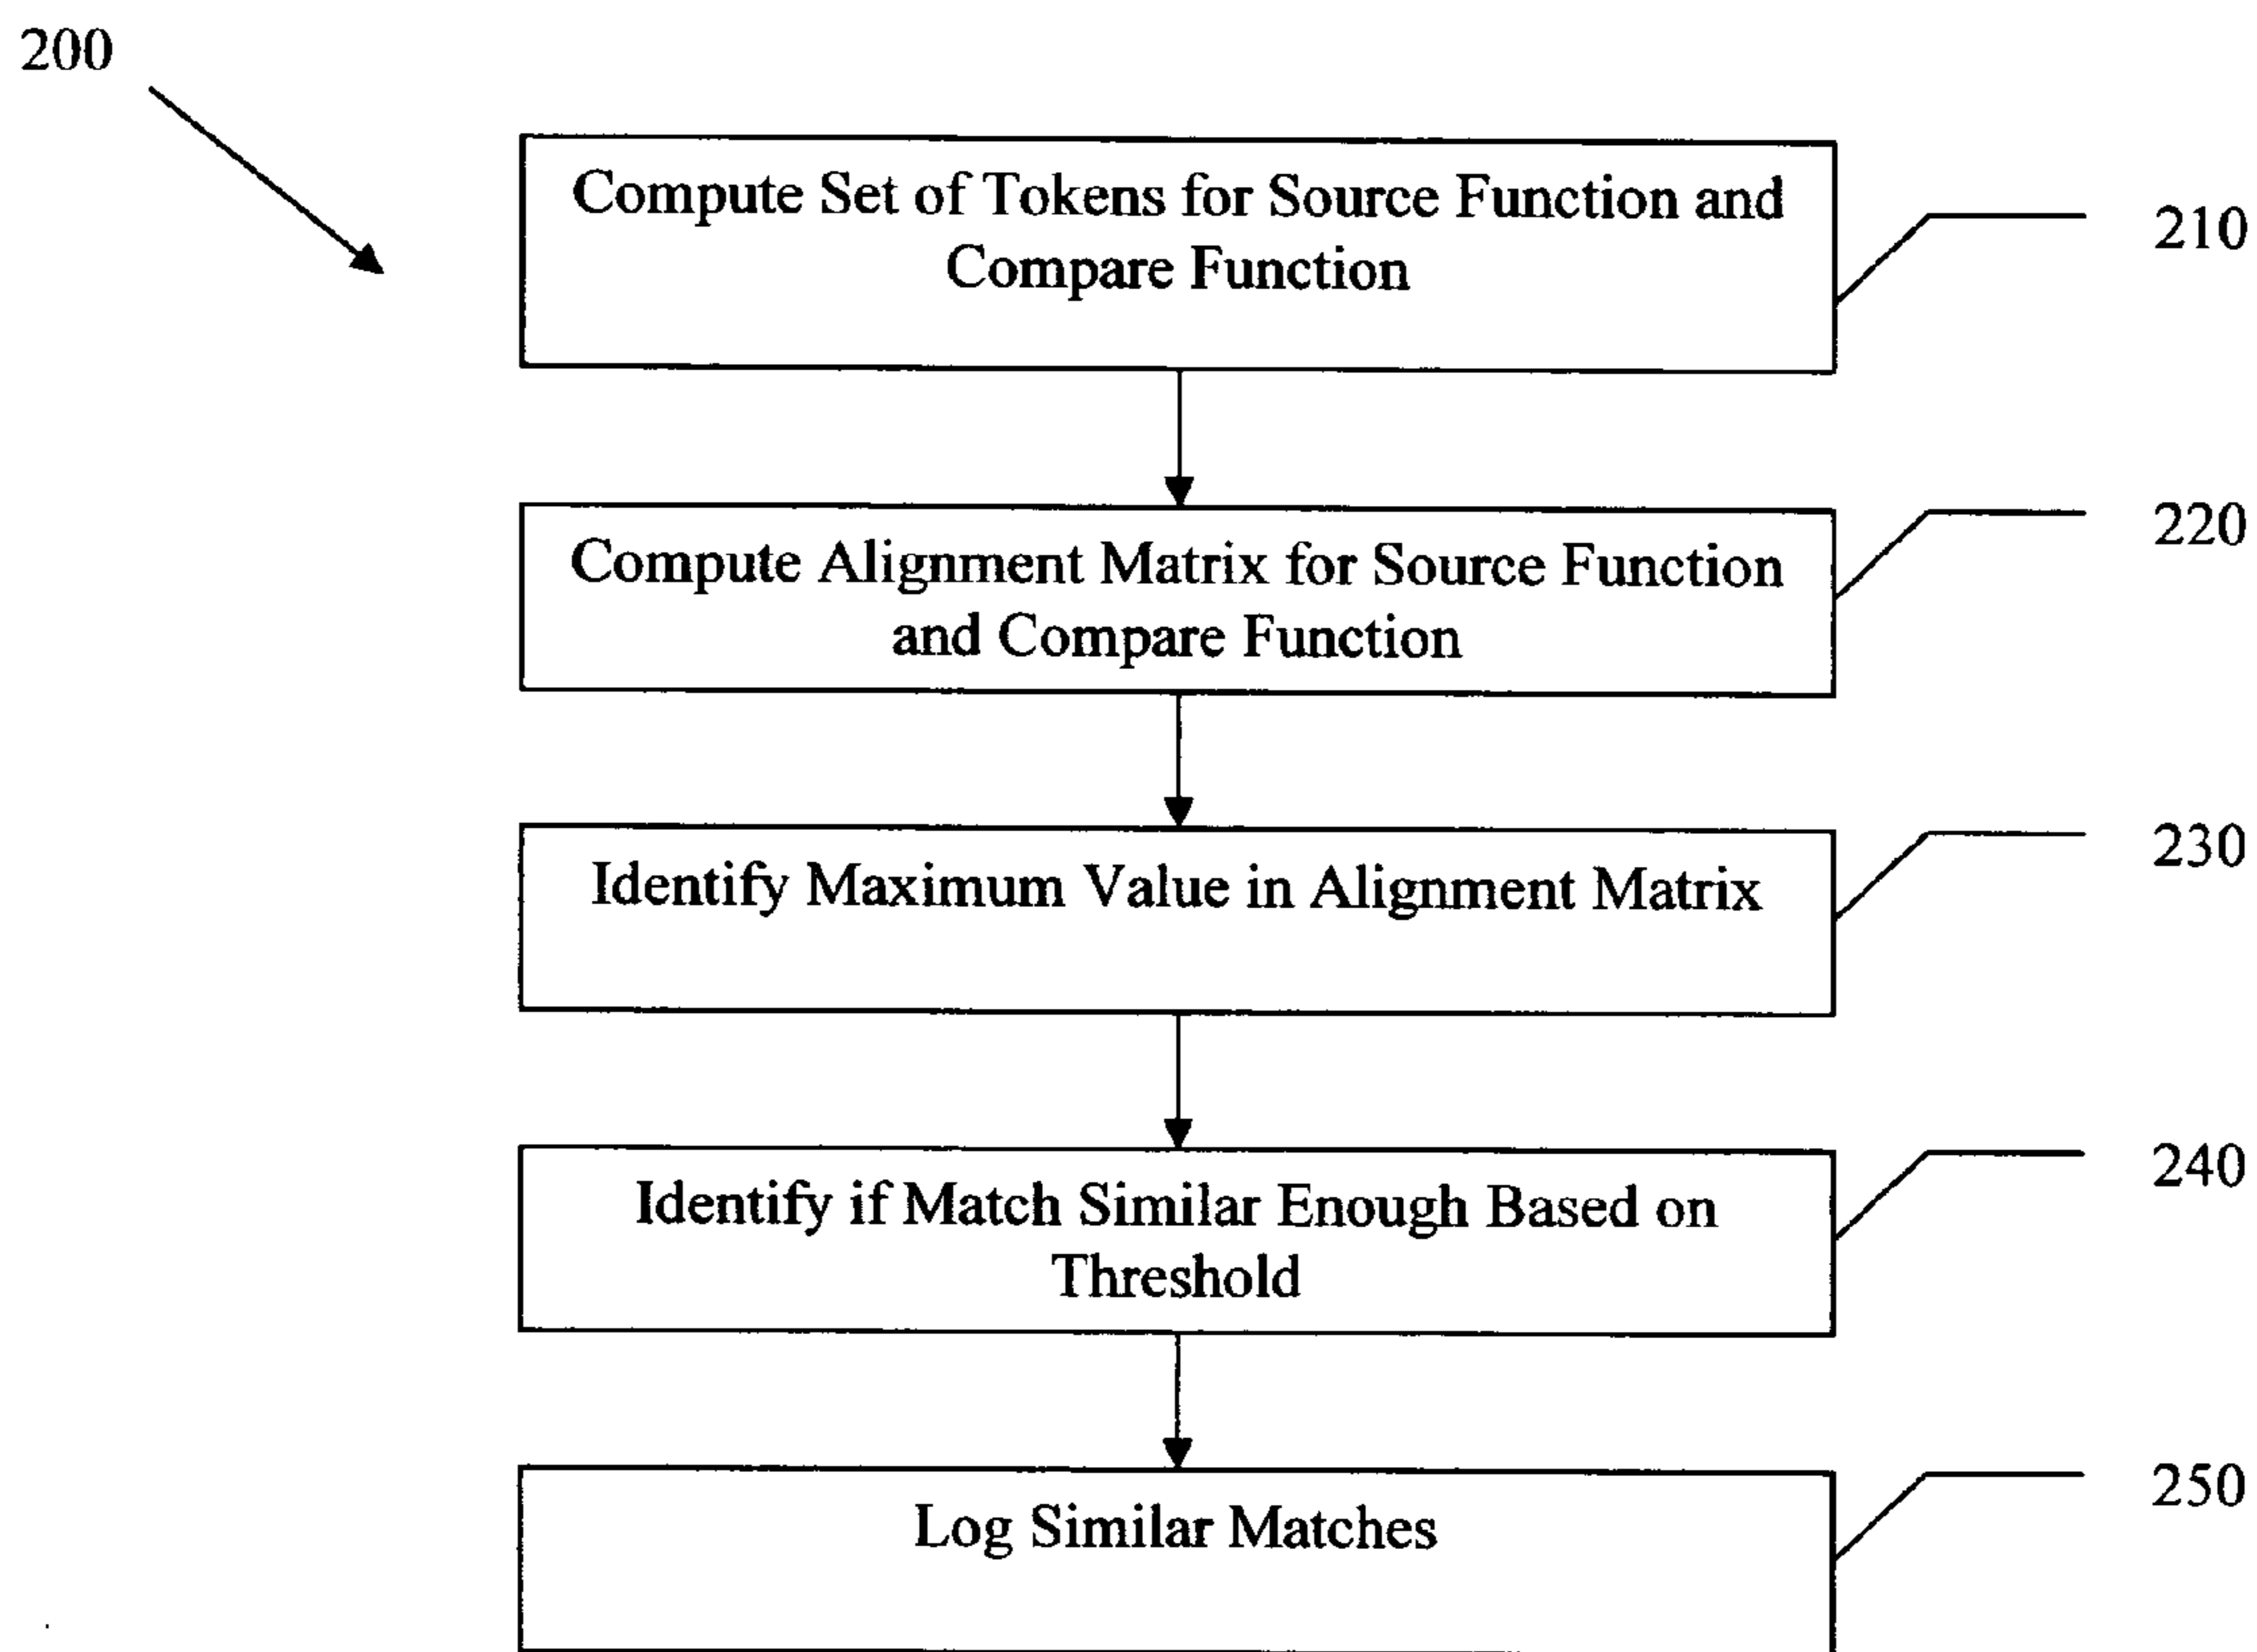 200
Compute Set of Tokens for Source Function and
Compare Function
210
Compute Alignment Matrix for Source Function
and Compare Function
220
Identify Maximum Value in Alignment Matrix
230
Identify if Match Similar Enough Based on
Threshold
240
Log Similar Matches
250